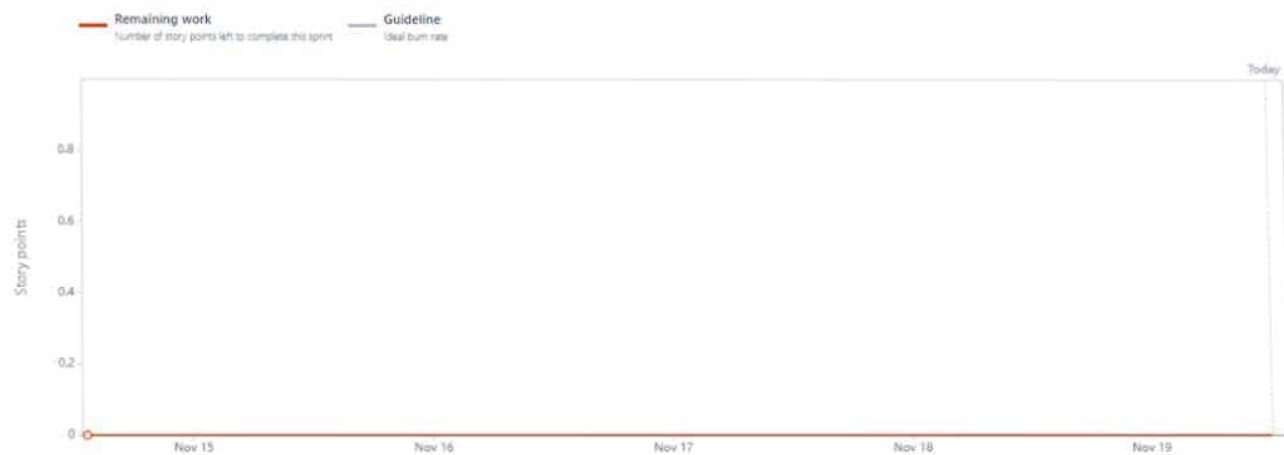 Remaining work
Number of story points left to complete this sprint
Guideline
Ideal burn rate
Today
Story points
0.8
0.6
0.4
0.2
0
Nov 15
Nov 16
Nov 17
Nov 18
Nov 19